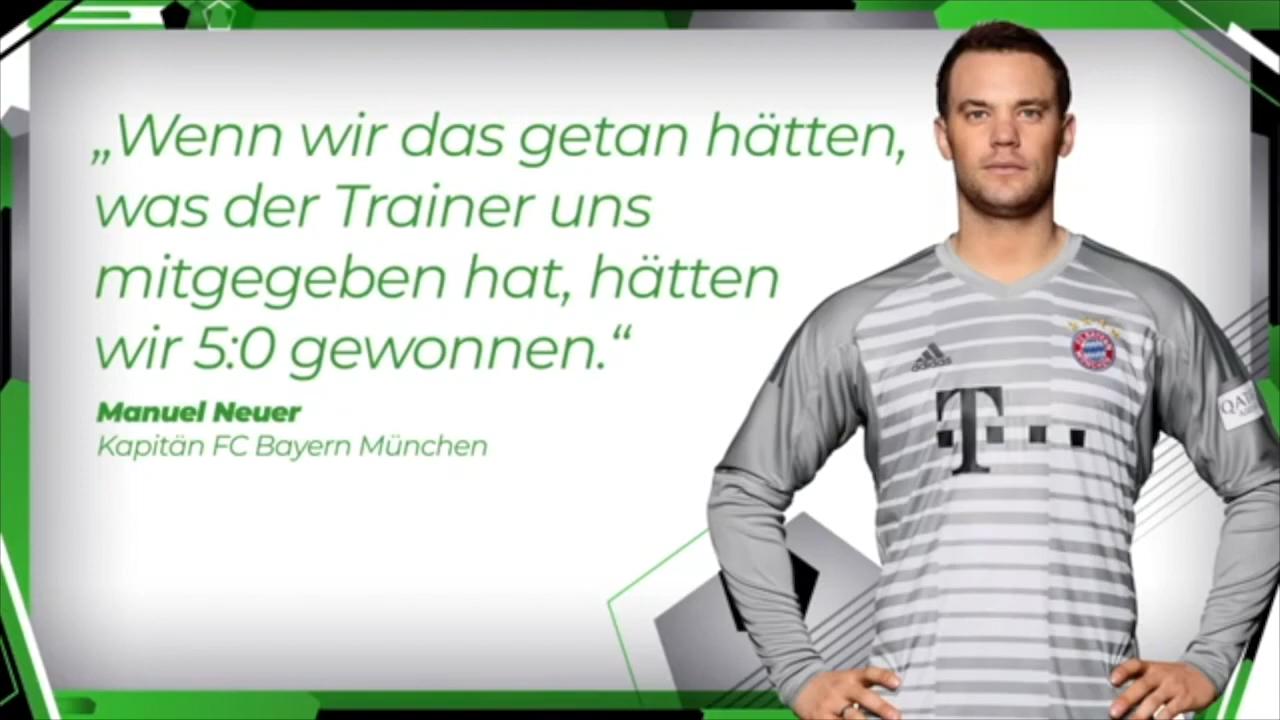 „Wenn wir das getan hätten,
was der Trainer uns
mitgegeben hat, hätten
wir 5:0 gewonnen.“
Manuel Neuer
Kapitän FC Bayern München
T